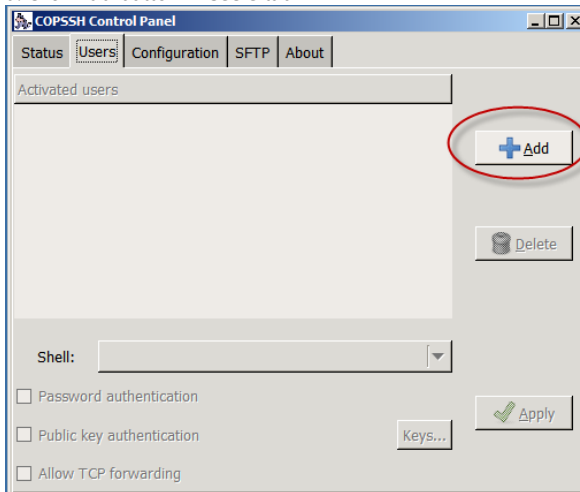 COPSSH Control Panel
Status Users Configuration SFTP About
Activated users
Add
Delete
Shell:
Password authentication
Apply
Public key authentication Keys...
Allow TCP forwarding